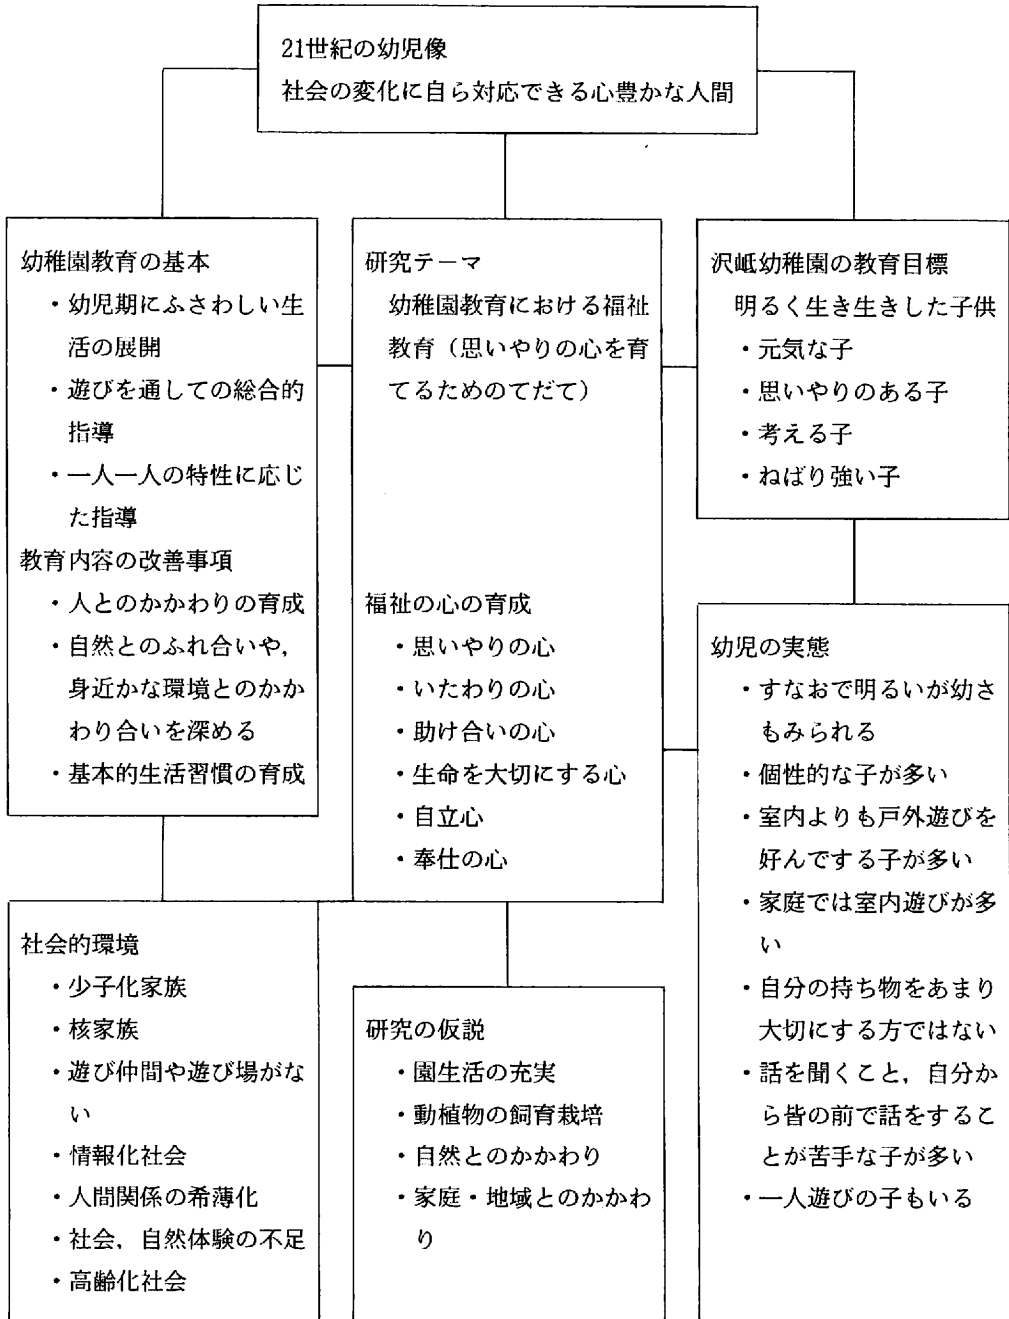 21世紀の幼児像
社会の変化に自ら対応できる心豊かな人間
幼稚園教育の基本
・幼児期にふさわしい生
活の展開
・遊びを通しての総合的
指導
・一人一人の特性に応じ
た指導
教育内容の改善事項
・人とのかかわりの育成
・自然とのふれ合いや，
身近かな環境とのかか
わり合いを深める
・基本的生活習慣の育成
研究テーマ
幼稚園教育における福祉
教育（思いやりの心を育
てるためのてだて）
福祉の心の育成
・思いやりの心
・いたわりの心
・助け合いの心
・生命を大切にする心
・自立心
・奉仕の心
沢岻幼稚園の教育目標
明るく生き生きした子供
・元気な子
・思いやりのある子
・考える子
・ねばり強い子
幼児の実態
・すなおで明るいが幼さ
もみられる
・個性的な子が多い
・室内よりも戸外遊びを
好んでする子が多い
・家庭では室内遊びが多
い
・自分の持ち物をあまり
大切にする方ではない
・話を聞くこと，自分か
ら皆の前で話をするこ
とが苦手な子が多い
・一人遊びの子もいる
社会的環境
・少子化家族
・核家族
・遊び仲間や遊び場がな
い
・情報化社会
・人間関係の希薄化
・社会，自然体験の不足
・高齢化社会
研究の仮説
・園生活の充実
・動植物の飼育栽培
・自然とのかかわり
・家庭・地域とのかかわ
り